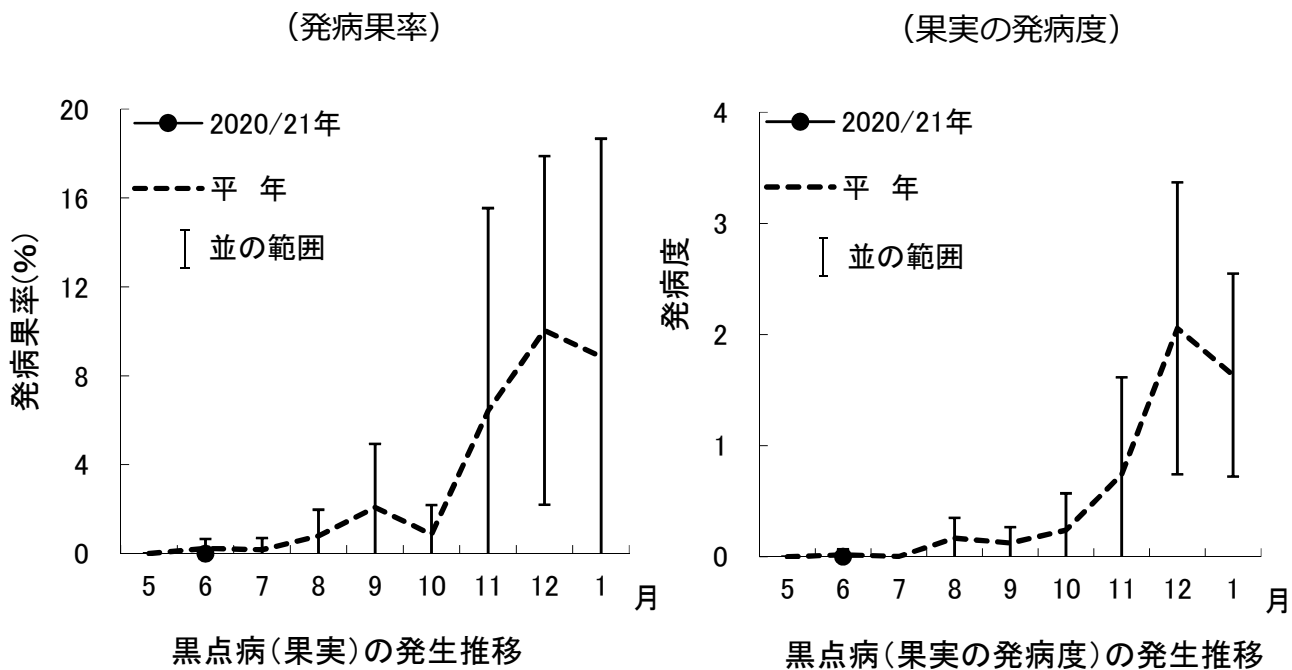 (発病果率)
20
16
12
8
4
0
発病果率(%)
2020/21年
平 年
並の範囲
5 6 7 8 9 10 11 12 1 月
黒点病(果実)の発生推移
(果実の発病度)
4
3
2
1
0
発病度
2020/21年
平 年
並の範囲
5 6 7 8 9 10 11 12 1 月
黒点病(果実の発病度)の発生推移